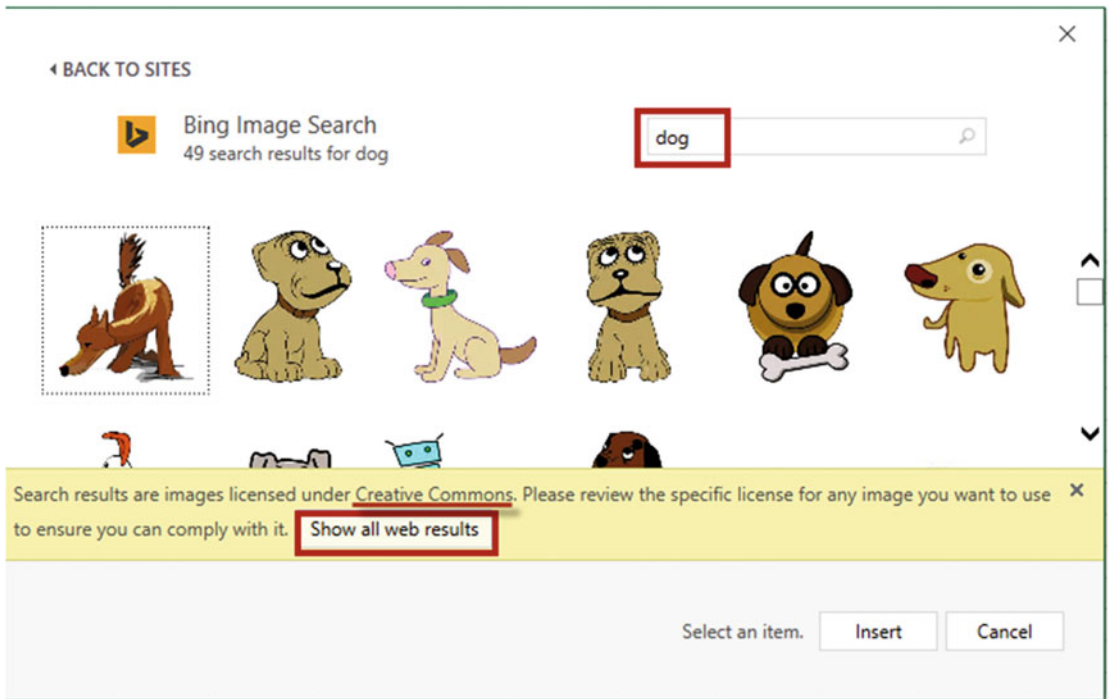 BACK TO SITES
Bing Image Search
49 search results for dog
dog
Search results are images licensed under Creative Commons. Please review the specific license for any image you want to use
to ensure you can comply with it. Show all web results
Select an item. Insert Cancel